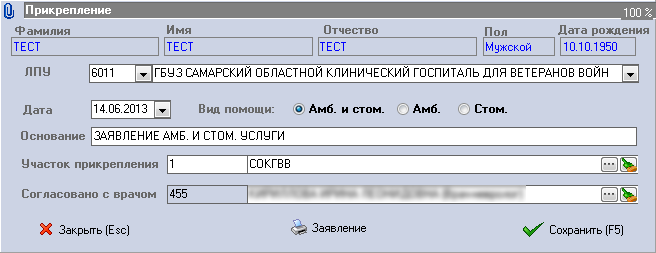 Прикрепление 100 %
Фамилия Имя Отчество Пол Дата рождения
ТЕСТ ТЕСТ ТЕСТ Мужской 10.10.1950
ЛПУ 6011 ГБУЗ САМАРСКИЙ ОБЛАСТНОЙ КЛИНИЧЕСКИЙ ГОСПИТАЛЬ ДЛЯ ВЕТЕРАНОВ ВОЙН
Дата 14.06.2013 Вид помощи: Амб. и стом. Амб. Стом.
Основание ЗАЯВЛЕНИЕ АМБ. И СТОМ. УСЛУГИ
Участок прикрепления 1 СОКГВВ
Согласовано с врачом 455
Закрыть (Esc) Заявление Сохранить (F5)